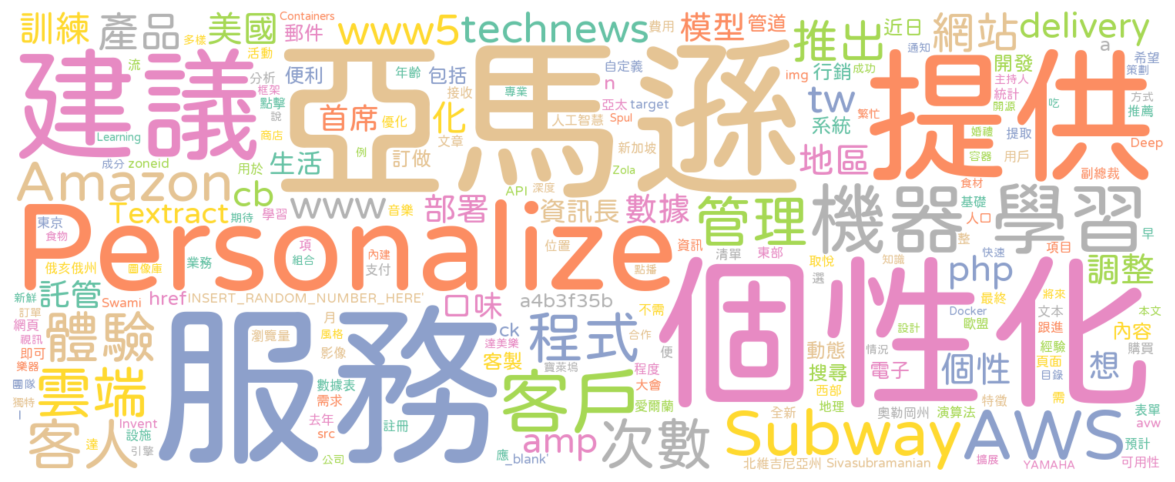 訓練 產品 美國 Containers 郵件 www5 technews 模型 管道 推出 近日 網站 delivery
多樣 活動 費用 通知 a 希望
建議 亞馬遜 提供
流 分析 便利 年齡 包括 自定義 img 行銷 成功 開發 主持人 策劃
框架 點擊 接收 專業 n 亞太 target tw 繁忙 統計 方式
說 首席 優化 化 人工智慧 Spul 系統 開源 吃 推薦
Learning 商店 例 文章 新加坡 婚禮 提取 Deep
成分 zoneid 用於 生活 訂做 API 深度 Zola 地區 容器 用戶 副總裁
Amazon cb www 音樂 機器 學習 食材 基礎
東京 Textract 期待 學習 部署 資訊長 數據 管理 人口 早
食物 Personalize 位置 資訊 清單 整 快速 項目
俄亥俄州 圖像庫 業務 項 組合 內建 支付 點播 東部 取悅 知識 php 調整
新鮮 託管 Swami href INSERT_RANDOM_NUMBER_HERE' 口味 a4b3f35b 不需 選 個性化 最終 將來
訂單 網頁 月 ck 程式 合作 便 設計 Docker 文本 本文
視訊 體驗 瀏覽量 風格 達美樂 歐盟 跟進 內容
即可 服務 影像 客製 寶萊塢 動態 情況 個性 想 經驗 購買
樂器 雲端 數據表 客戶 程度 搜尋 電子 頁面 目錄
團隊 需求 大會 西部 特徵 需
獨特 I 去年 愛爾蘭 地理 全新 奧勒岡州 演算法 表單
客人 達 Invent 設施 src 註冊 amp 次數 Subway AWS avw
引擎 公司 應 _blank' 北維吉尼亞州 Sivasubramanian 擴展 YAMAHA 預計 可用性